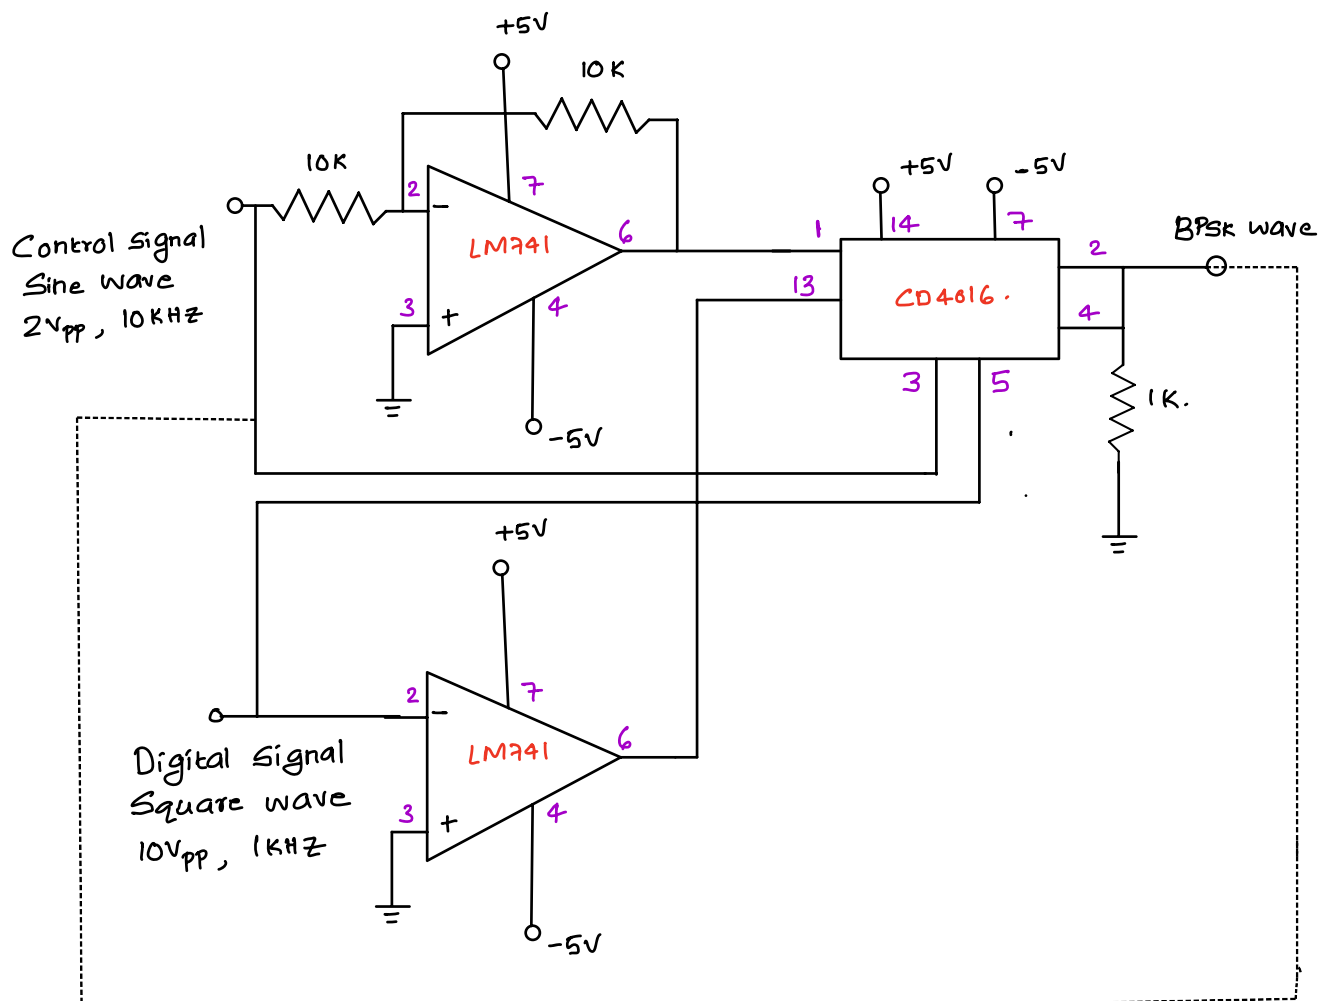 +5V
10K
10K
2
-
7
LM741
6
3
+
4
-5V
Control Signal
Sine wave
2Vpp, 10KHZ
+5V
-5V
14
7
1
13
CD4016.
2
4
3
5
BPSK wave
1K.
+5V
2
-
7
LM741
6
3
+
4
-5V
Digital Signal
Square wave
10Vpp, 1KHZ